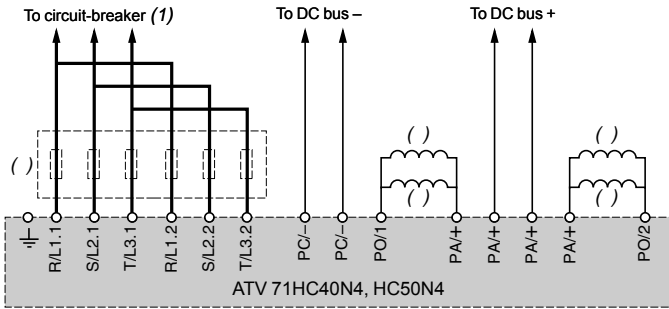 To circuit-breaker (1)
To DC bus –
To DC bus +
( )
( )
( )
( )
( )
R/L1.1
S/L2.1
T/L3.1
R/L1.2
S/L2.2
T/L3.2
PC/–
PC/–
PO/1
PA/+
PA/+
PA/+
PA/+
PO/2
ATV 71HC40N4, HC50N4